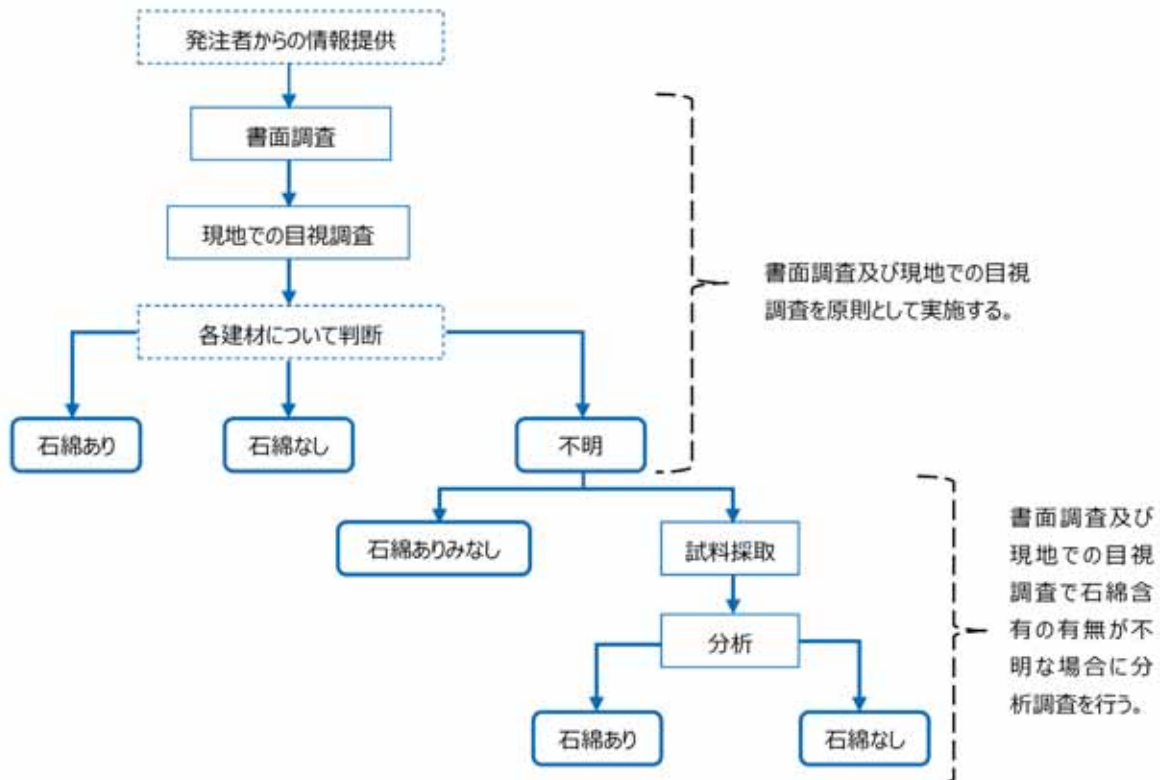 発注者からの情報提供
書面調査
現地での目視調査
書面調査及び現地での目視
調査を原則として実施する。
各建材について判断
石綿あり
石綿なし
不明
石綿ありみなし
試料採取
分析
石綿あり
石綿なし
書面調査及び
現地での目視
調査で石綿含
有の有無が不
明な場合に分
析調査を行う。